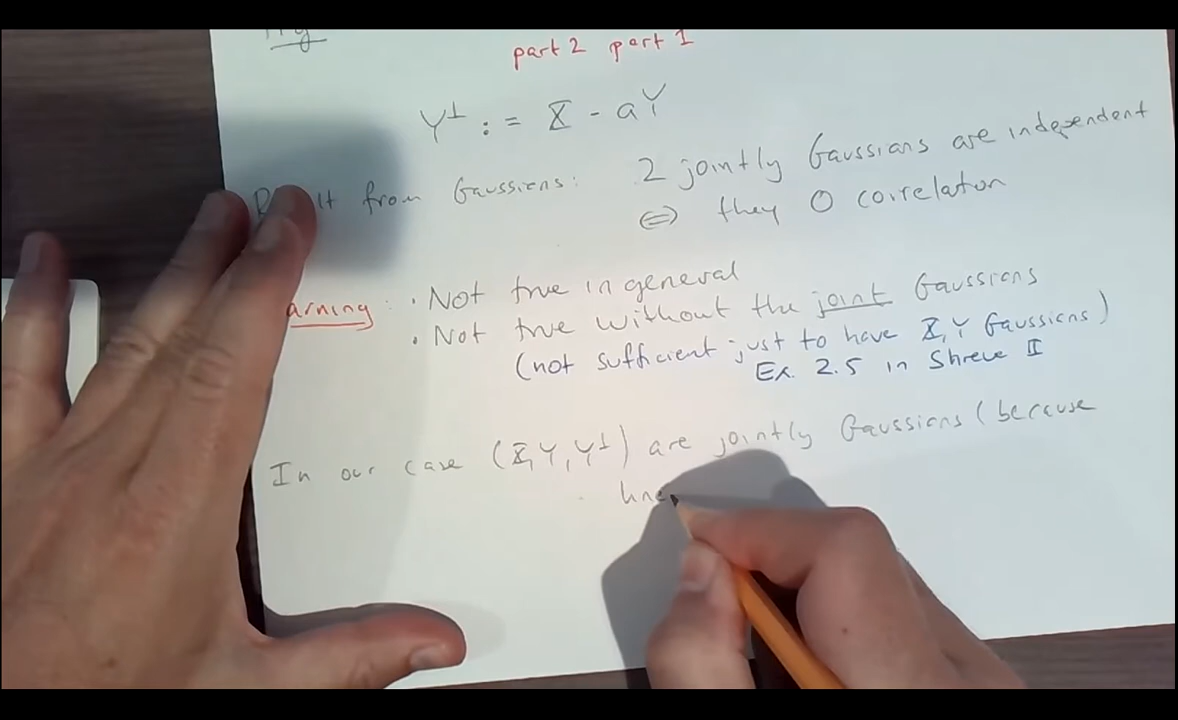 part 2 part 1
Y⊥ := X - aY
lt from Gaussians: 2 jointly Gaussians are independent
⟺ they 0 correlation
arning: · Not true in general
· Not true without the joint Gaussians
(not sufficient just to have X, Y Gaussians)
Ex. 2.5 in Shreve II
In our case (X, Y, Y⊥) are jointly Gaussians (because
linea